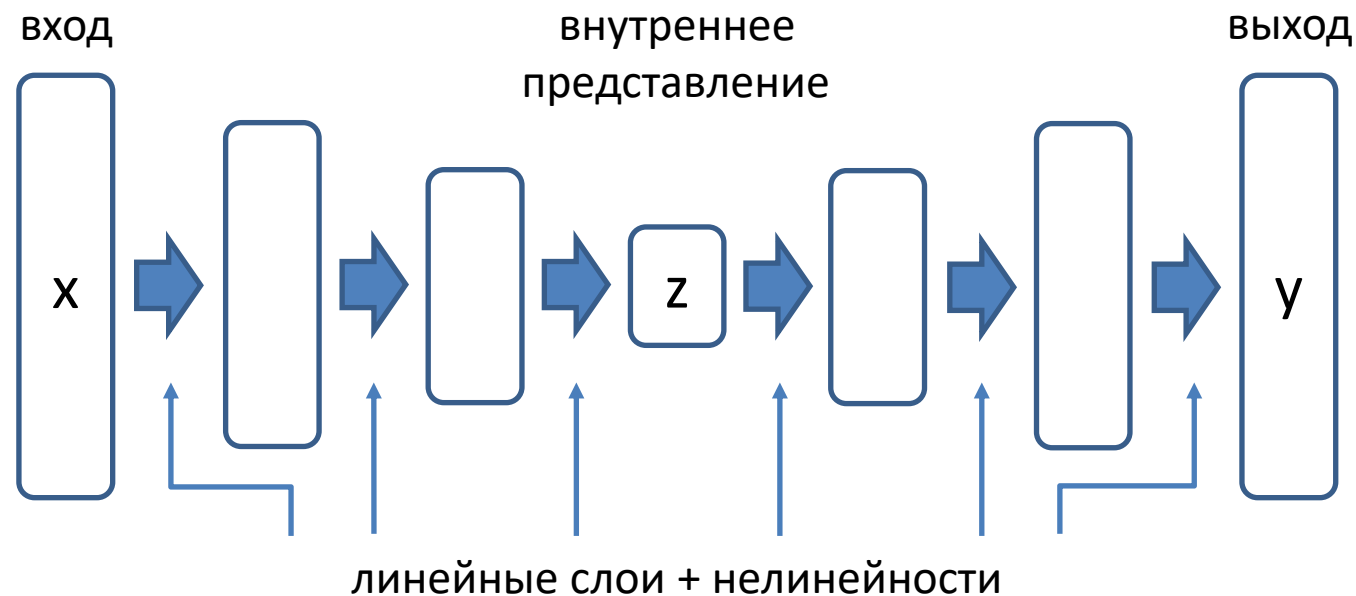 вход
внутреннее
представление
выход
x
z
y
линейные слои + нелинейности